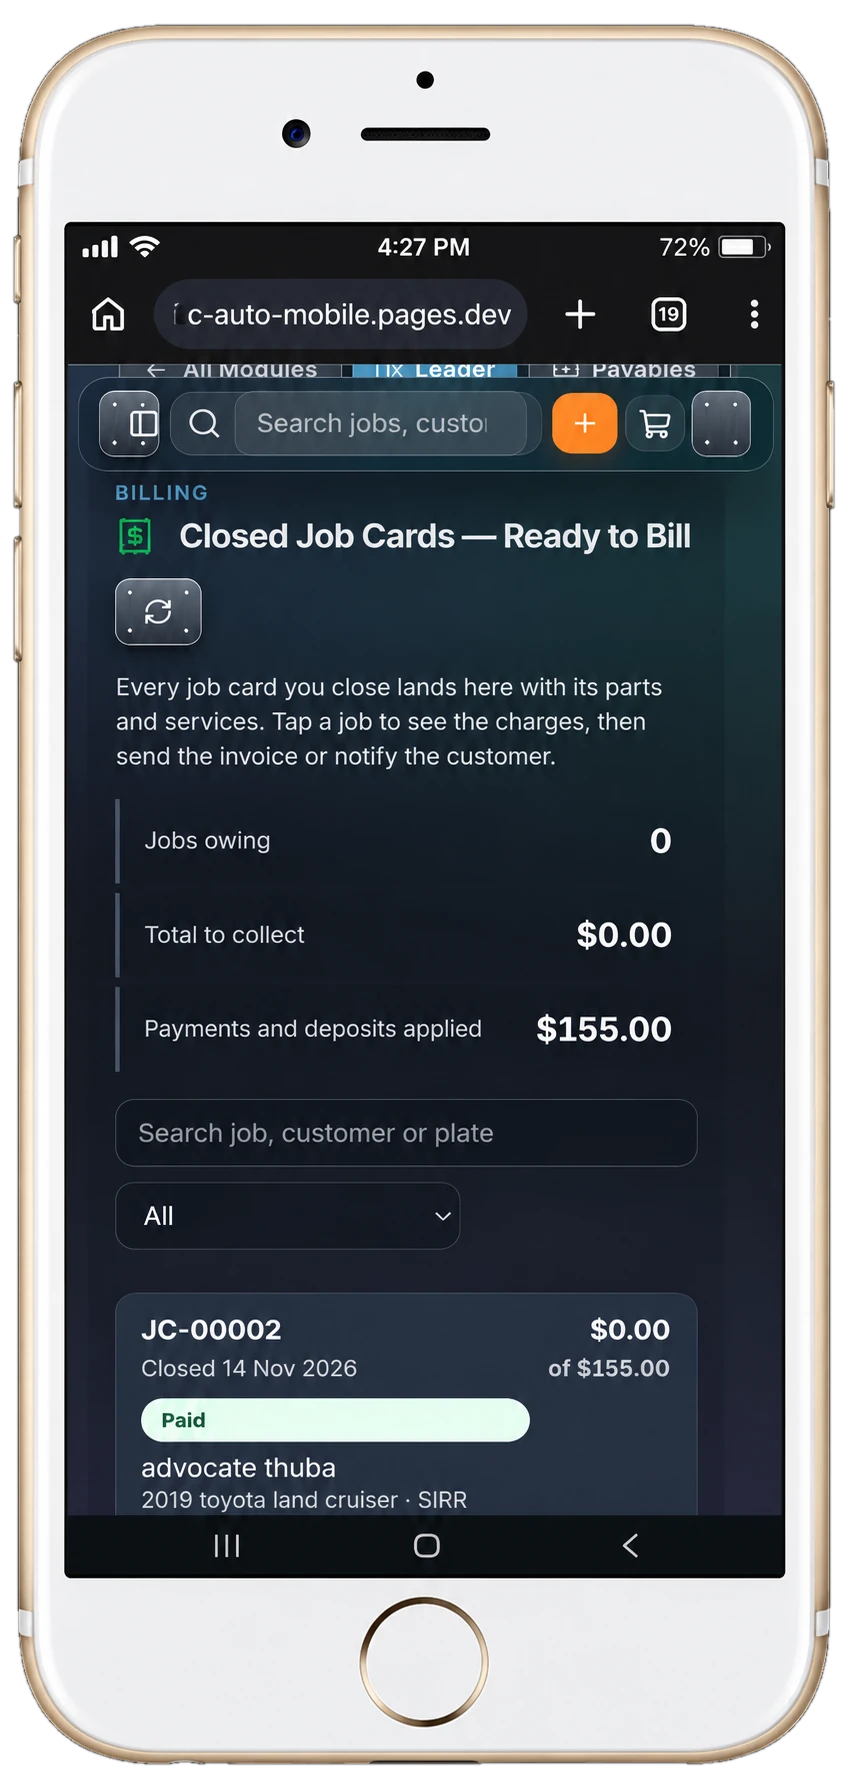 4:27 PM
72%
c-auto-mobile.pages.dev
19
All Modules
Leader
Payables
Search jobs, custo
BILLING
Closed Job Cards — Ready to Bill
Every job card you close lands here with its parts
and services. Tap a job to see the charges, then
send the invoice or notify the customer.
Jobs owing
0
Total to collect
$0.00
Payments and deposits applied
$155.00
Search job, customer or plate
All
JC-00002
$0.00
Closed 14 Nov 2026
of $155.00
Paid
advocate thuba
2019 toyota land cruiser · SIRR